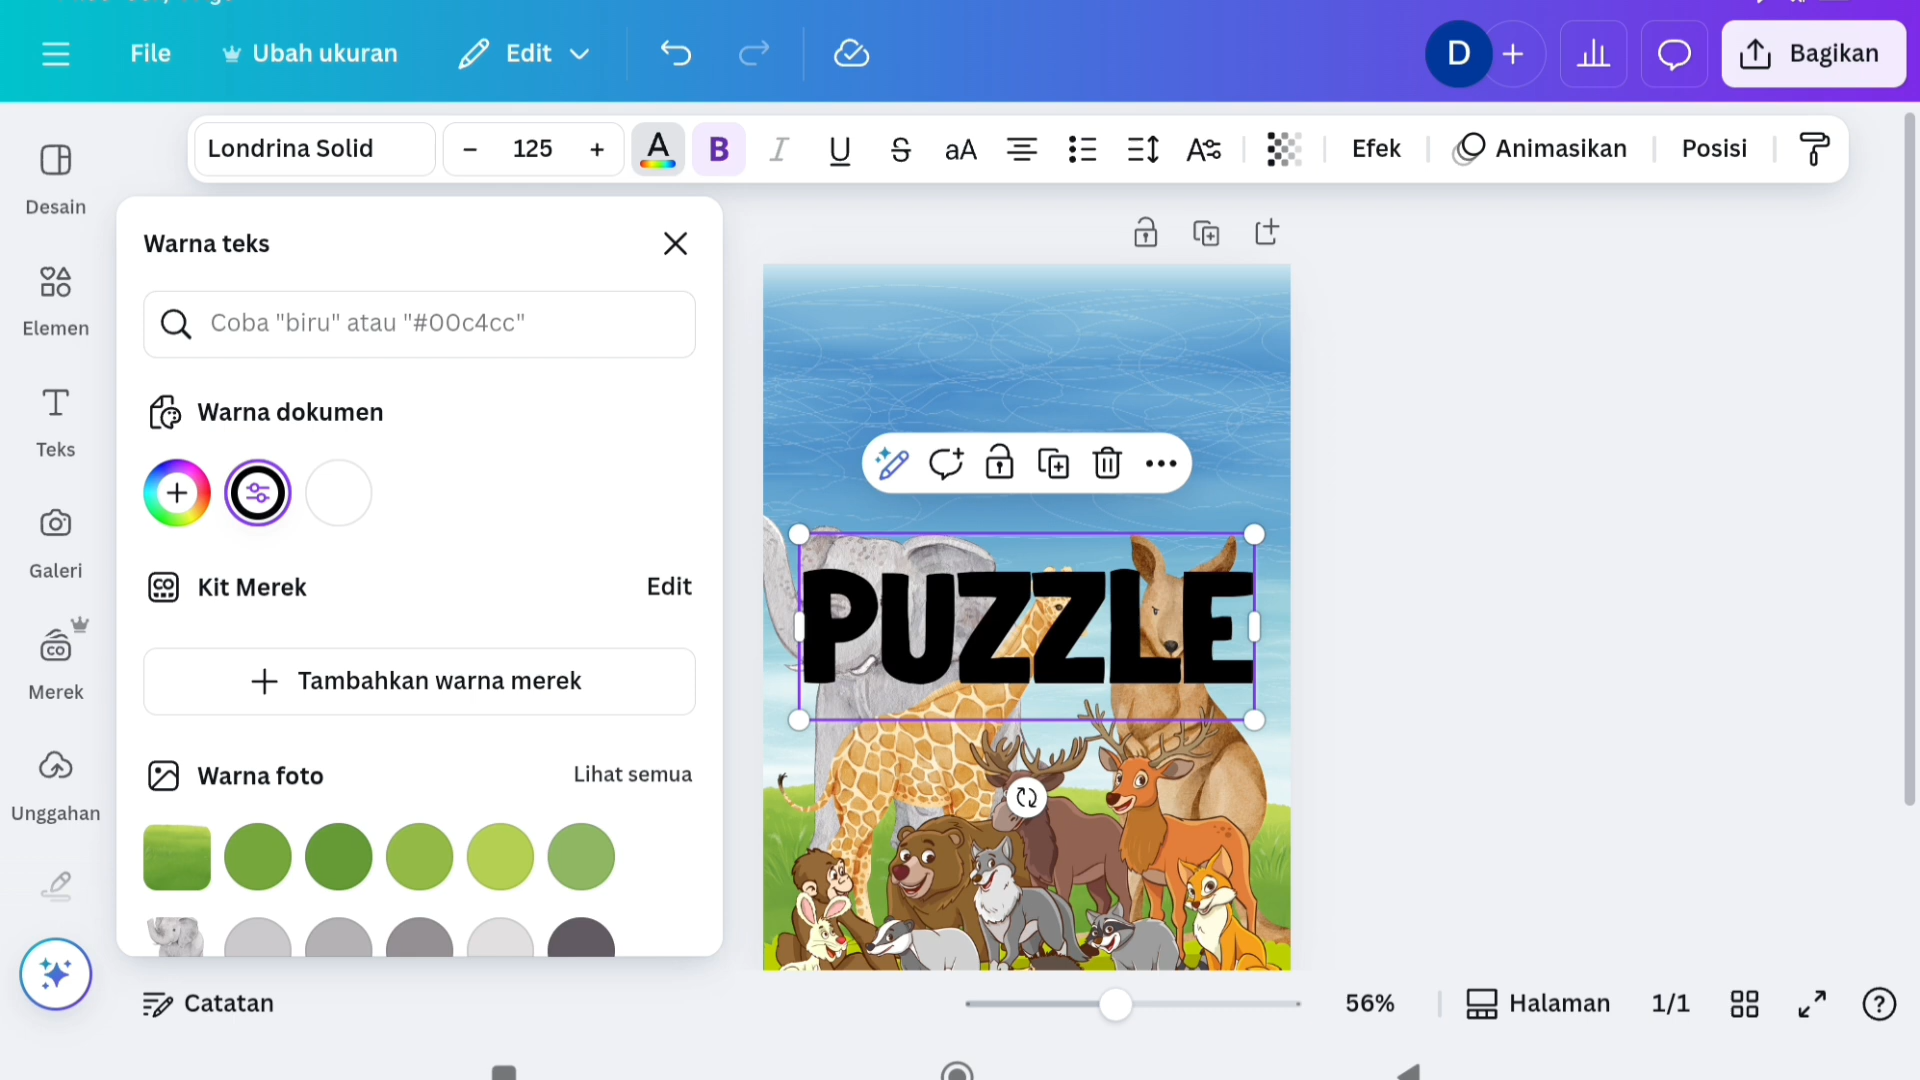 File
Ubah ukuran
Edit
D
Bagikan
Londrina Solid
125
A
B
I
U
S
aA
Efek
Animasikan
Posisi
Desain
Elemen
Teks
Galeri
Merek
Unggahan
Warna teks
Coba "biru" atau "#00c4cc"
Warna dokumen
Kit Merek
Edit
Tambahkan warna merek
Warna foto
Lihat semua
PUZZLE
Catatan
56%
Halaman
1/1